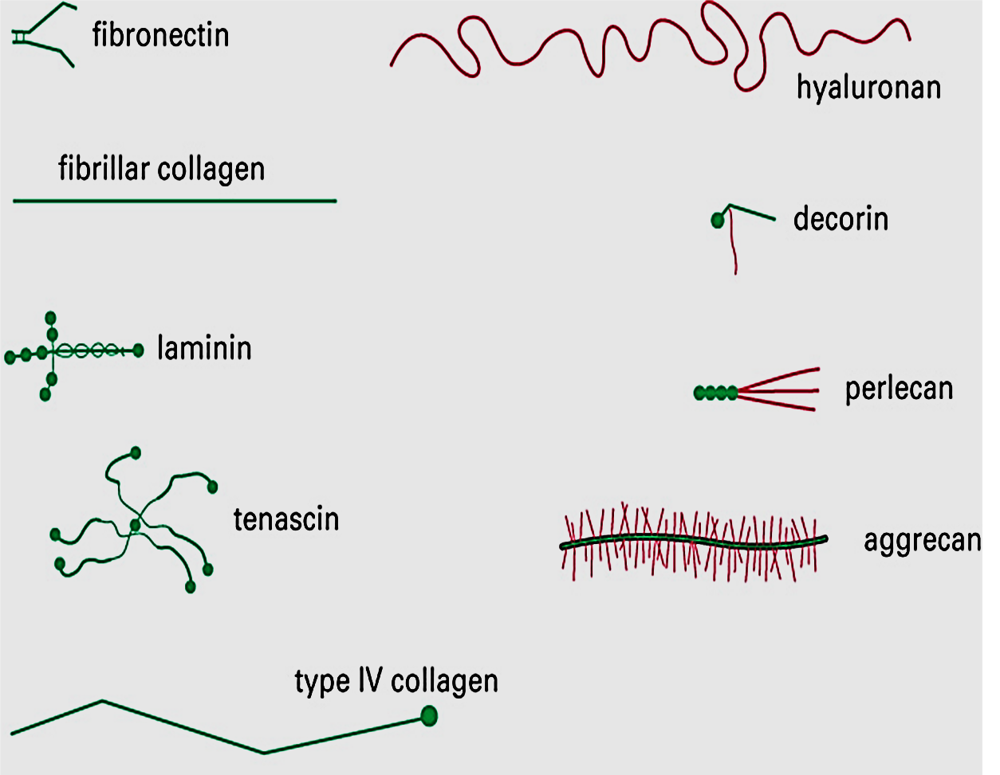 fibronectin
hyaluronan
fibrillar collagen
decorin
laminin
perlecan
tenascin
aggrecan
type IV collagen